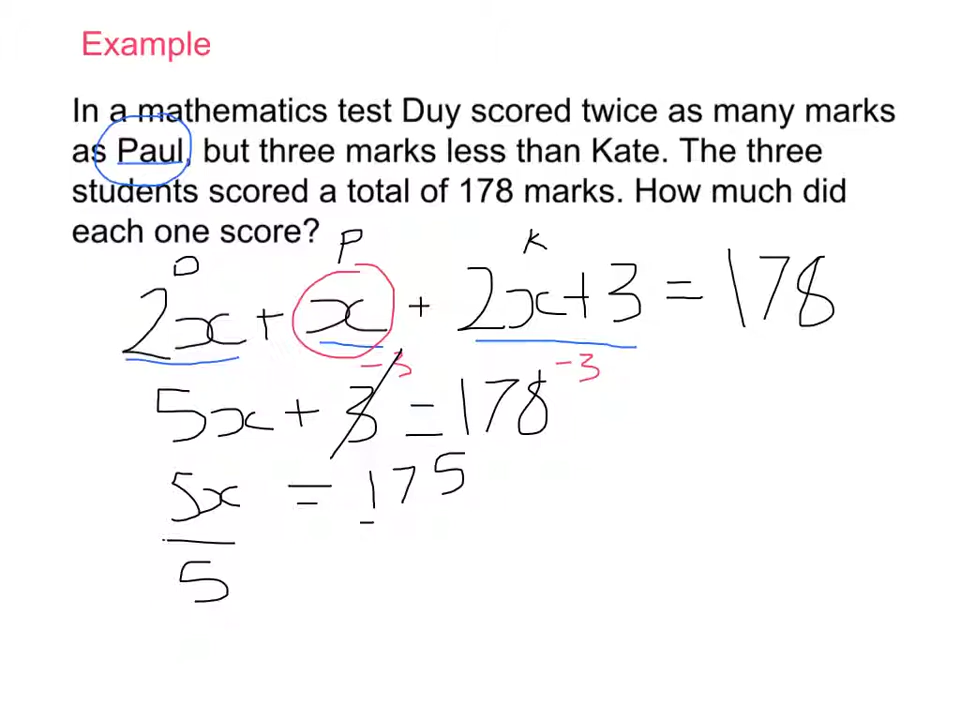 Example
In a mathematics test Duy scored twice as many marks
as Paul, but three marks less than Kate. The three
students scored a total of 178 marks. How much did
each one score?
D P K
2x + x + 2x + 3 = 178
-3 -3
5x + 3 = 178
5x = 175
5